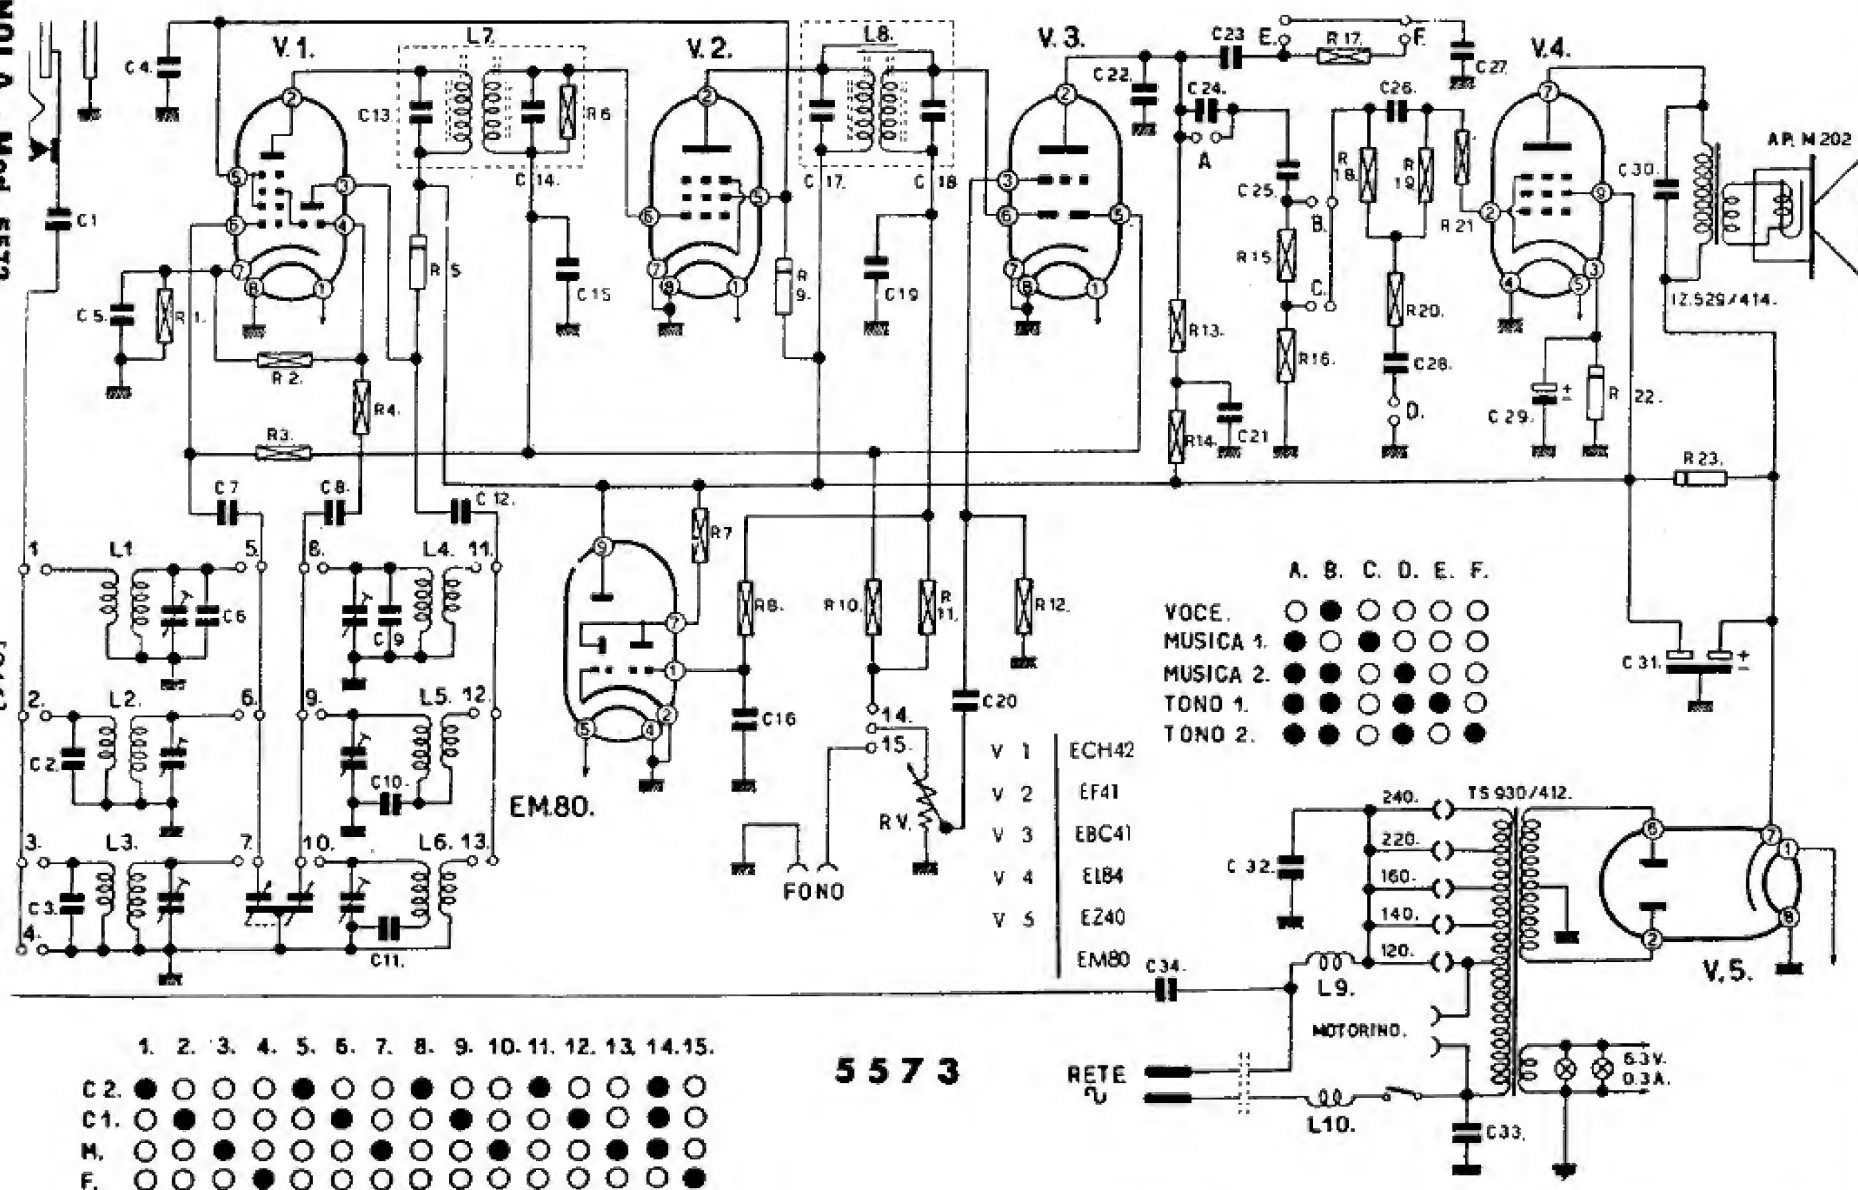 V.1.
L7.
V.2.
L8.
V.3.
C23
E.
R17.
F.
V.4.
C4.
C13
R6
C22.
C24.
C26.
C27.
AP. M 202
C14.
C17.
C18
A
C25.
R18.
R19.
R21
C30.
C1
R5
C15
R9.
C19
B.
R15
C.
R20.
IZ.529/414.
C5.
R1.
R2.
R13.
R16.
C28.
R4.
D.
R3.
R14.
C21
C29.
R22.
C7
C8.
C12.
R23.
1
L1
5.
8.
L4.
11.
R7
A. B. C. D. E. F.
C6
C9
R8.
R10.
R11.
R12.
VOCE.
MUSICA 1.
MUSICA 2.
TONO 1.
TONO 2.
C31.
2.
L2.
6.
9.
L5.
12.
C2.
C10.
C16
C20
14.
15.
EM.80.
RV.
FONO
V 1 ECH42
V 2 EF41
V 3 EBC41
V 4 EL84
V 5 EZ40
EM80
3.
L3.
7.
10.
L6.
13.
C3.
4.
C11.
240.
TS 930/412.
220.
C32.
160.
140.
120.
C34.
L9.
V.5.
MOTORINO.
5573
RETE
L10.
C33.
6.3V.
0.3A.
1. 2. 3. 4. 5. 6. 7. 8. 9. 10. 11. 12. 13. 14. 15.
C2.
C1.
M.
F.